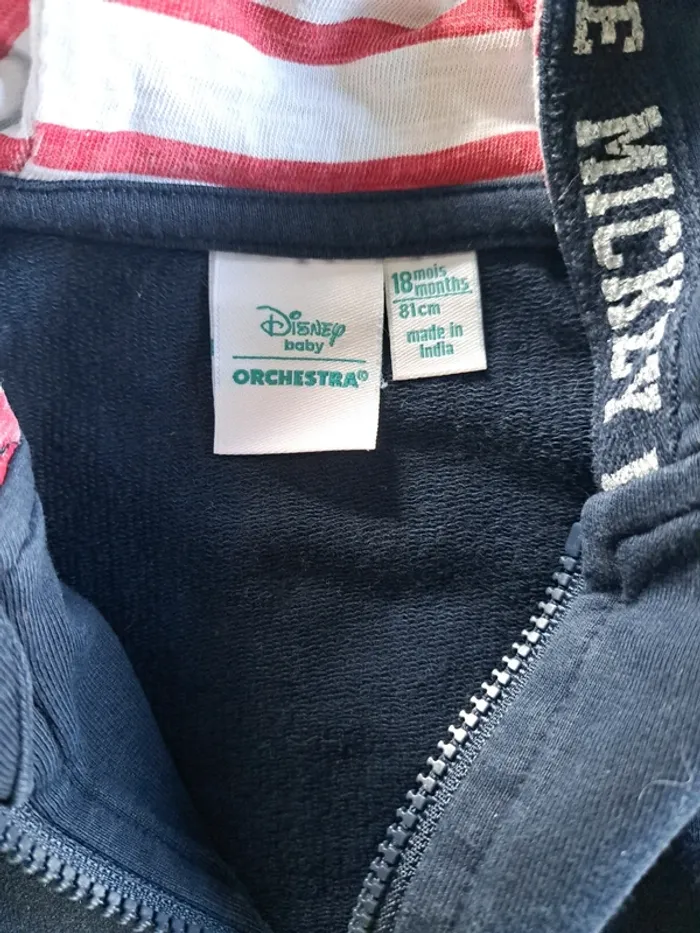 Disney
baby
ORCHESTRA®
18 mois
months
81cm
made in
India
E MICKEY